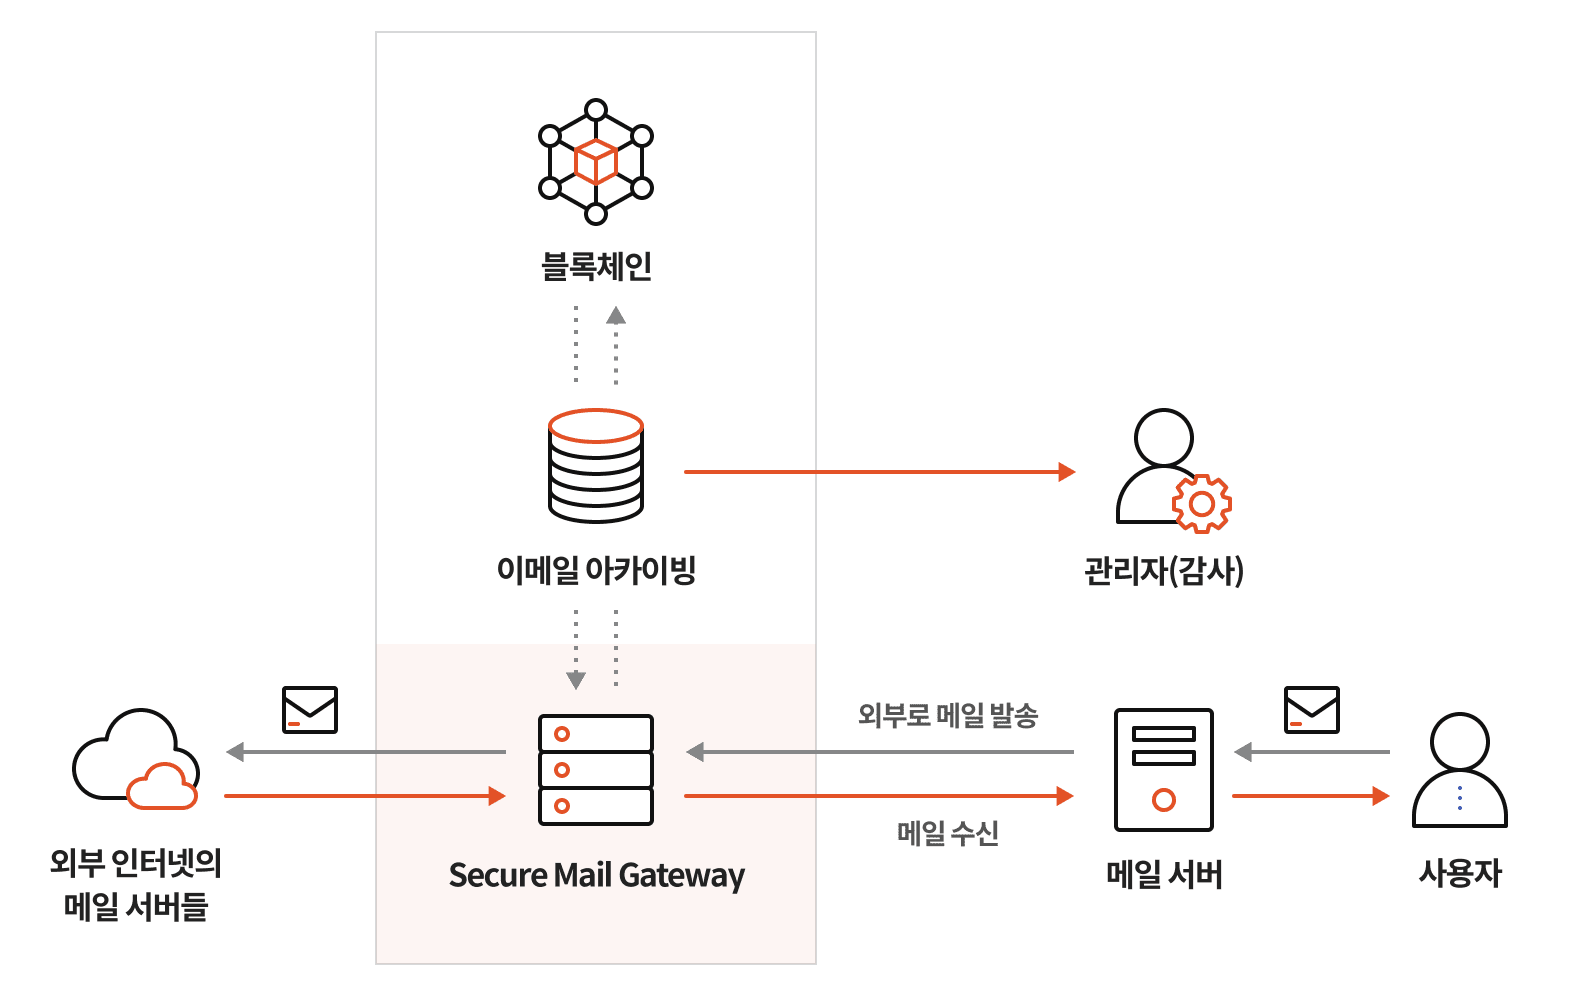 블록체인
이메일 아카이빙
관리자(감사)
외부로 메일 발송
메일 수신
외부 인터넷의
메일 서버들
Secure Mail Gateway
메일 서버
사용자